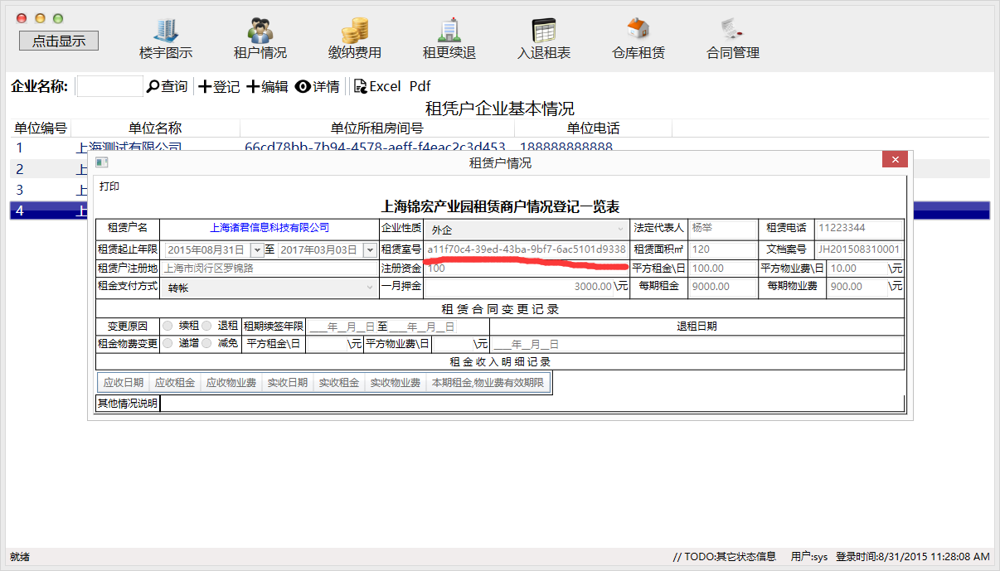 点击显示
楼宇图示 租户情况 缴纳费用 租更续退 入退租表 仓库租赁 合同管理
企业名称: 查询 登记 编辑 详情 Excel Pdf
租赁户企业基本情况
单位编号 单位名称 单位所租房间号 单位电话
1 上海测试有限公司 66cd78bb-7b94-4578-aeff-f4eac2c3d453 188888888888
2 上
3 上
4 上
租赁户情况
打印
上海锦宏产业园租赁商户情况登记一览表
租赁户名 上海诸君信息科技有限公司 企业性质 外企 法定代表人 杨举 租赁电话 11223344
租赁起止年限 2015年08月31日 至 2017年03月03日 租赁室号 a11f70c4-39ed-43ba-9bf7-6ac5101d9338 租赁面积㎡ 120 文档案号 JH201508310001
租赁户注册地 上海市闵行区罗锦路 注册资金 100 平方租金\日 100.00 平方物业费\日 10.00 \元
租金支付方式 转帐 一月押金 3000.00 \元 每期租金 9000.00 每期物业费 900.00 \元
租 赁 合 同 变 更 记 录
变更原因 续租 退租 租期续签年限 ____年__月__日 至 ____年__月__日 退租日期
租金物费变更 递增 减免 平方租金\日 \元 平方物业费\日 \元 ____年__月__日
租 金 收 入 明 细 记 录
应收日期 应收租金 应收物业费 实收日期 实收租金 实收物业费 本期租金,物业费有效期限
其他情况说明
就绪 // TODO:其它状态信息 用户:sys 登录时间:8/31/2015 11:28:08 AM